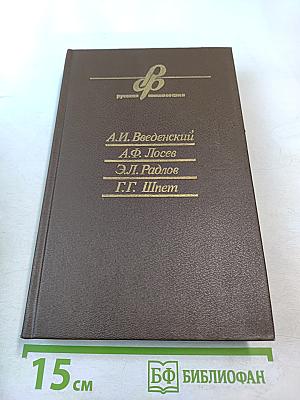 русская философия
А.И. Введенский
А.Ф. Лосев
Э.Л. Радлов
Г.Г. Шпет
15 см
БФ БИБЛИОФАН